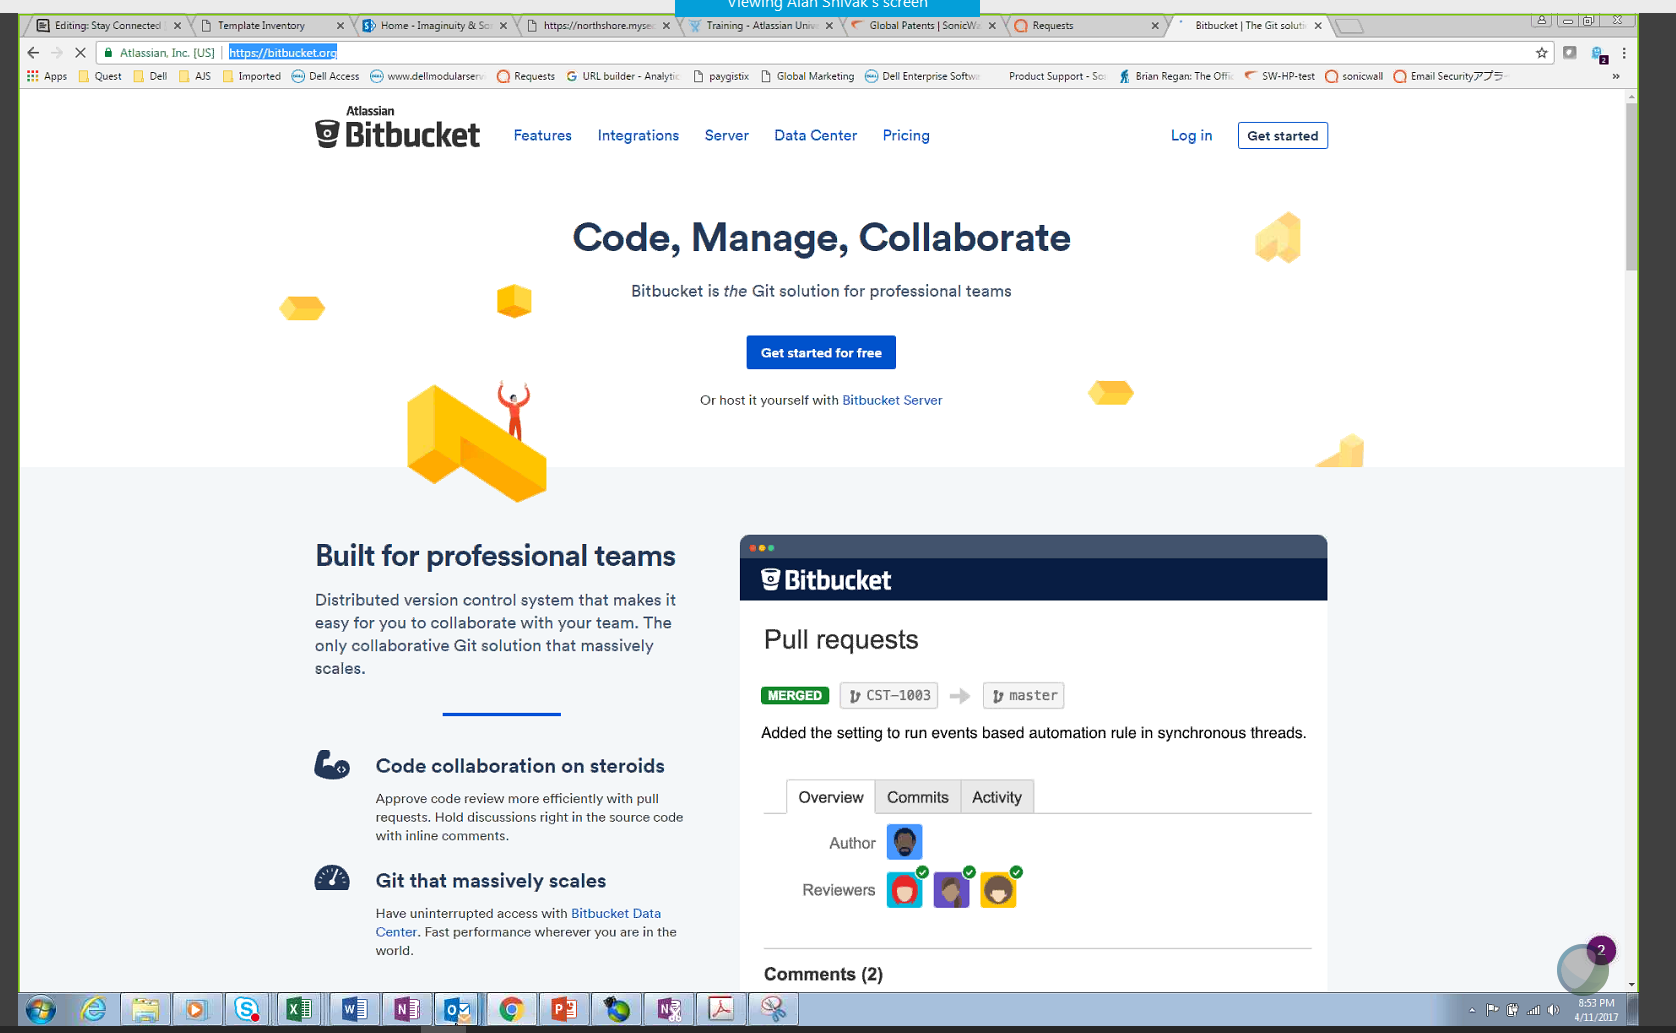 Viewing Alan Shivak's screen
Editing: Stay Connected
Template Inventory
Home - Imaginuity & So
https://northshore.myse
Training - Atlassian Univ
Global Patents | SonicW
Requests
Bitbucket | The Git soluti
Atlassian, Inc. [US] | https://bitbucket.org
Apps Quest Dell AJS Imported Dell Access www.dellmodularserv Requests URL builder - Analytic paygistix Global Marketing Dell Enterprise Softw Product Support - So Brian Regan: The Offic SW-HP-test sonicwall Email Securityアプラ »
Atlassian
Bitbucket
Features Integrations Server Data Center Pricing
Log in Get started
Code, Manage, Collaborate
Bitbucket is the Git solution for professional teams
Get started for free
Or host it yourself with Bitbucket Server
Built for professional teams
Distributed version control system that makes it
easy for you to collaborate with your team. The
only collaborative Git solution that massively
scales.
Code collaboration on steroids
Approve code review more efficiently with pull
requests. Hold discussions right in the source code
with inline comments.
Git that massively scales
Have uninterrupted access with Bitbucket Data
Center. Fast performance wherever you are in the
world.
Bitbucket
Pull requests
MERGED CST-1003 master
Added the setting to run events based automation rule in synchronous threads.
Overview Commits Activity
Author
Reviewers
Comments (2)
2
8:53 PM
4/11/2017